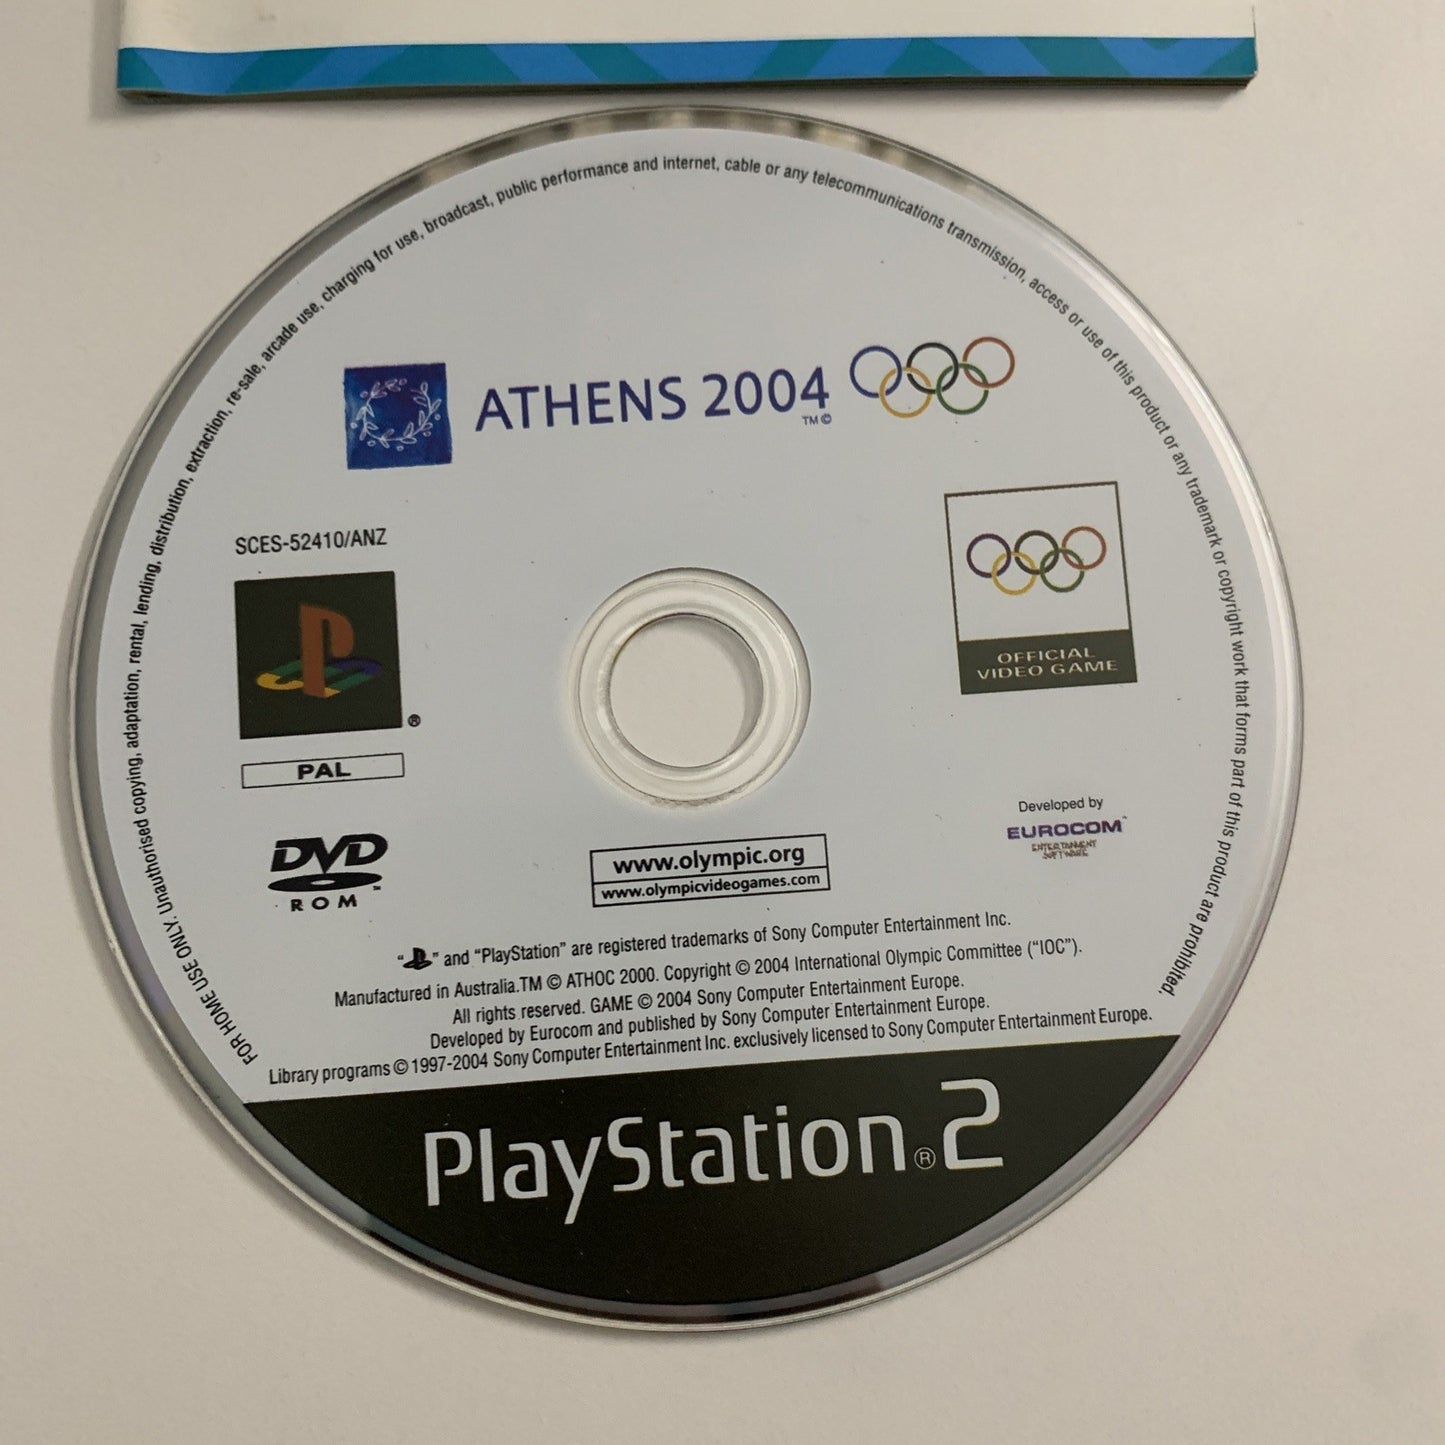 FOR HOME USE ONLY. Unauthorised copying, adaptation, rental, lending, distribution, extraction, re-sale, arcade use, charging for use, broadcast, public performance and internet, cable or any telecommunications transmission, access or use of this product or any trademark or copyright work that forms part of this product are prohibited.
ATHENS 2004
TM©
SCES-52410/ANZ
OFFICIAL
VIDEO GAME
®
PAL
Developed by
EUROCOM™
ENTERTAINMENT
SOFTWARE
DVD
ROM
™
www.olympic.org
www.olympicvideogames.com
“ ” and “PlayStation” are registered trademarks of Sony Computer Entertainment Inc.
Manufactured in Australia.TM © ATHOC 2000. Copyright © 2004 International Olympic Committee (“IOC”).
All rights reserved. GAME © 2004 Sony Computer Entertainment Europe.
Developed by Eurocom and published by Sony Computer Entertainment Europe.
Library programs © 1997-2004 Sony Computer Entertainment Inc. exclusively licensed to Sony Computer Entertainment Europe.
PlayStation®2